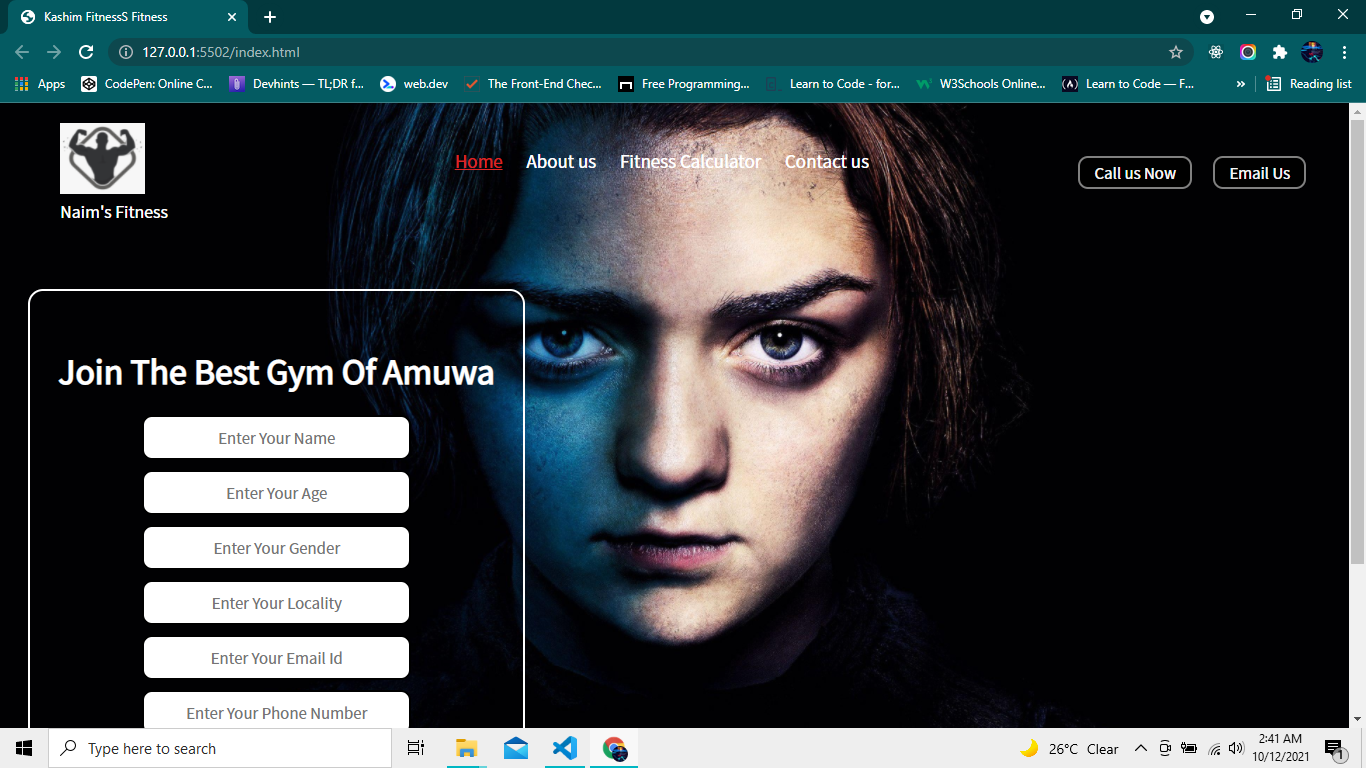 Kashim FitnessS Fitness
127.0.0.1:5502/index.html
Apps CodePen: Online C... Devhints — TL;DR f... web.dev The Front-End Chec... Free Programming... Learn to Code - for... W3Schools Online... Learn to Code — F... » Reading list
Home About us Fitness Calculator Contact us
Call us Now Email Us
Naim's Fitness
Join The Best Gym Of Amuwa
Enter Your Name
Enter Your Age
Enter Your Gender
Enter Your Locality
Enter Your Email Id
Enter Your Phone Number
Type here to search
26°C Clear
2:41 AM
10/12/2021
1